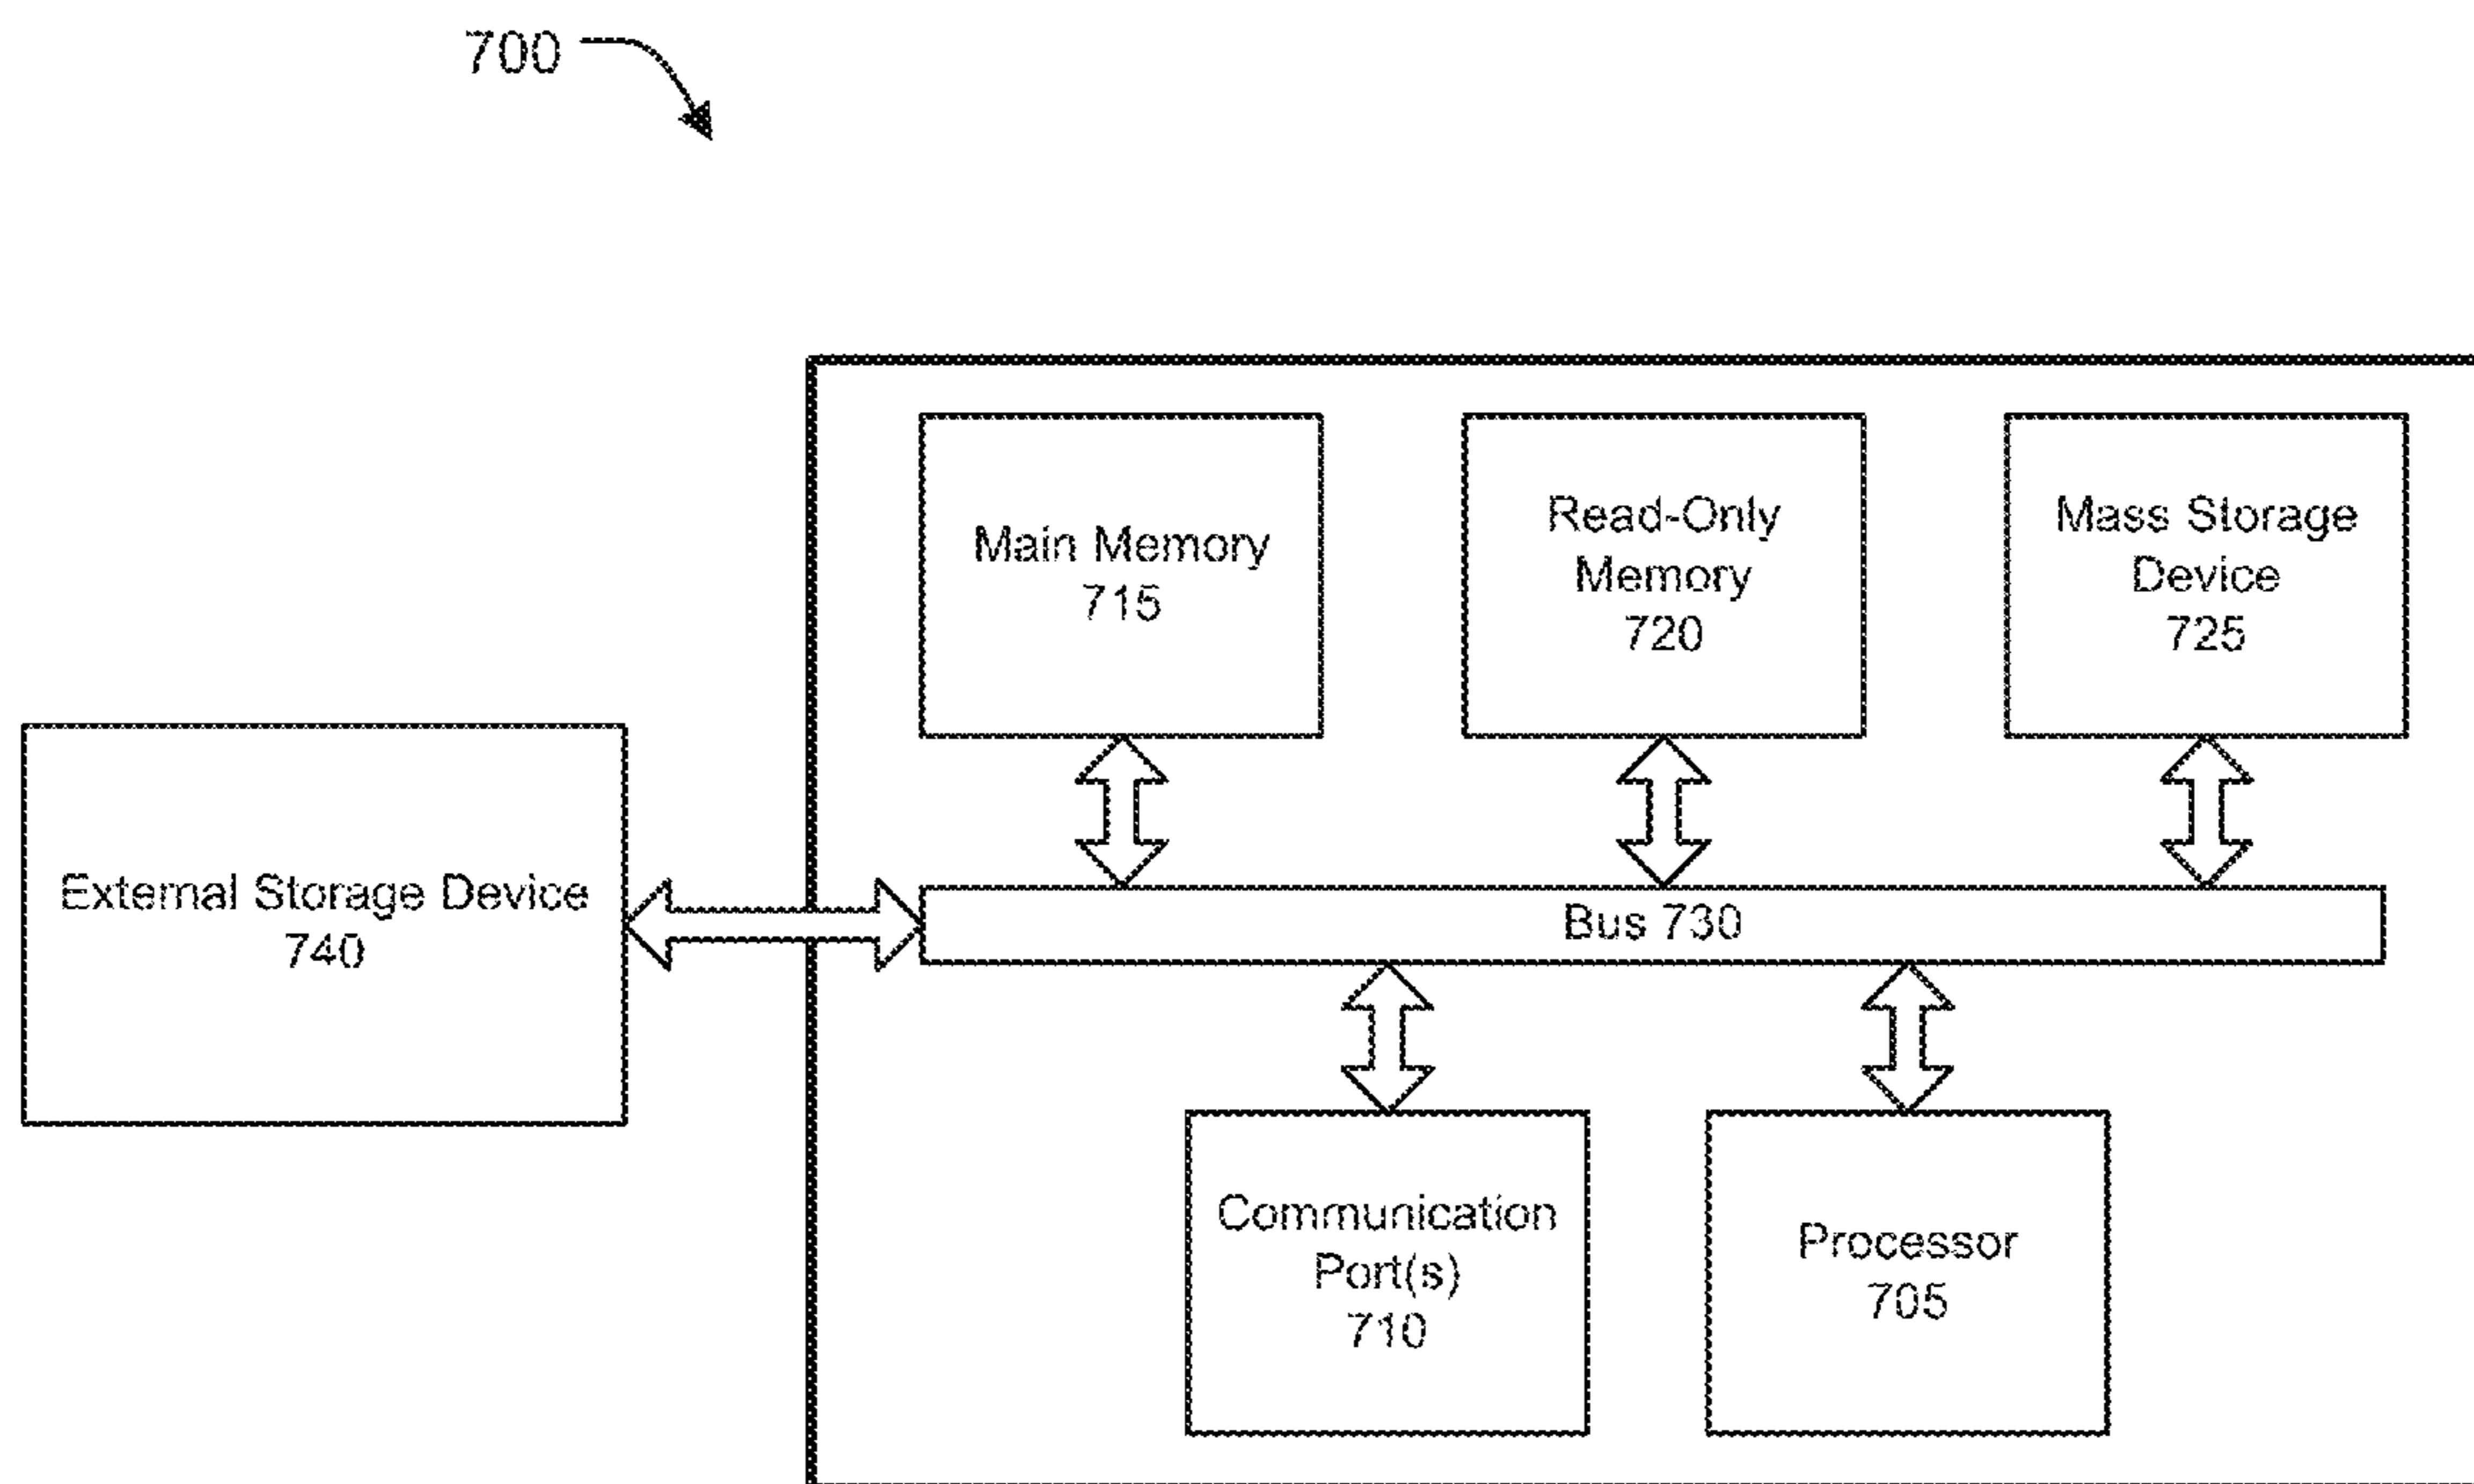 700
Main Memory
715
Read-Only
Memory
720
Mass Storage
Device
725
External Storage Device
740
Bus 730
Communication
Port(s)
710
Processor
705